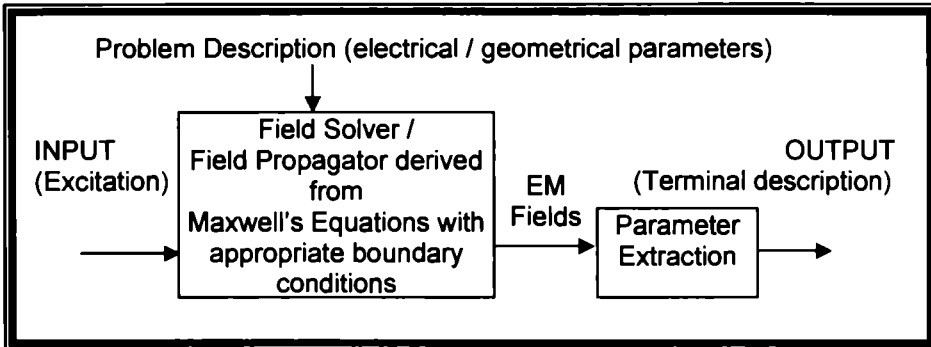 Problem Description (electrical / geometrical parameters)
INPUT
(Excitation)
Field Solver /
Field Propagator derived
from
Maxwell's Equations with
appropriate boundary
conditions
EM
Fields
OUTPUT
(Terminal description)
Parameter
Extraction